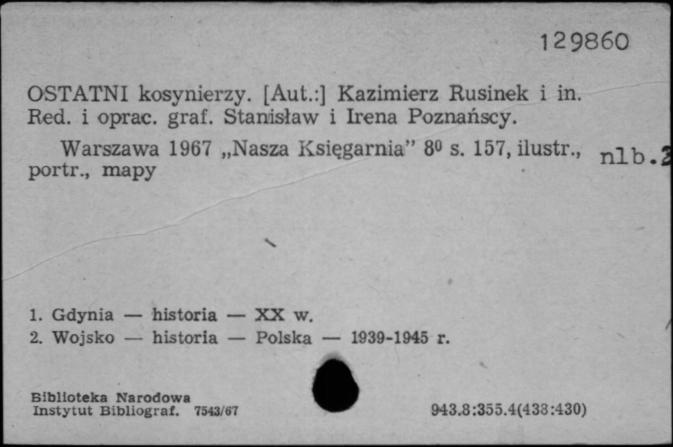 129860
OSTATNI kosynierzy. [Aut.:] Kazimierz Rusinek i in.
Red. i oprac. graf. Stanisław i Irena Poznańscy.
Warszawa 1967 „Nasza Księgarnia” 8⁰ s. 157, ilustr., nlb.
portr., mapy
1. Gdynia — historia — XX w.
2. Wojsko — historia — Polska — 1939-1945 r.
Biblioteka Narodowa
Instytut Bibliograf. 7543/67 943.8:355.4(438:430)